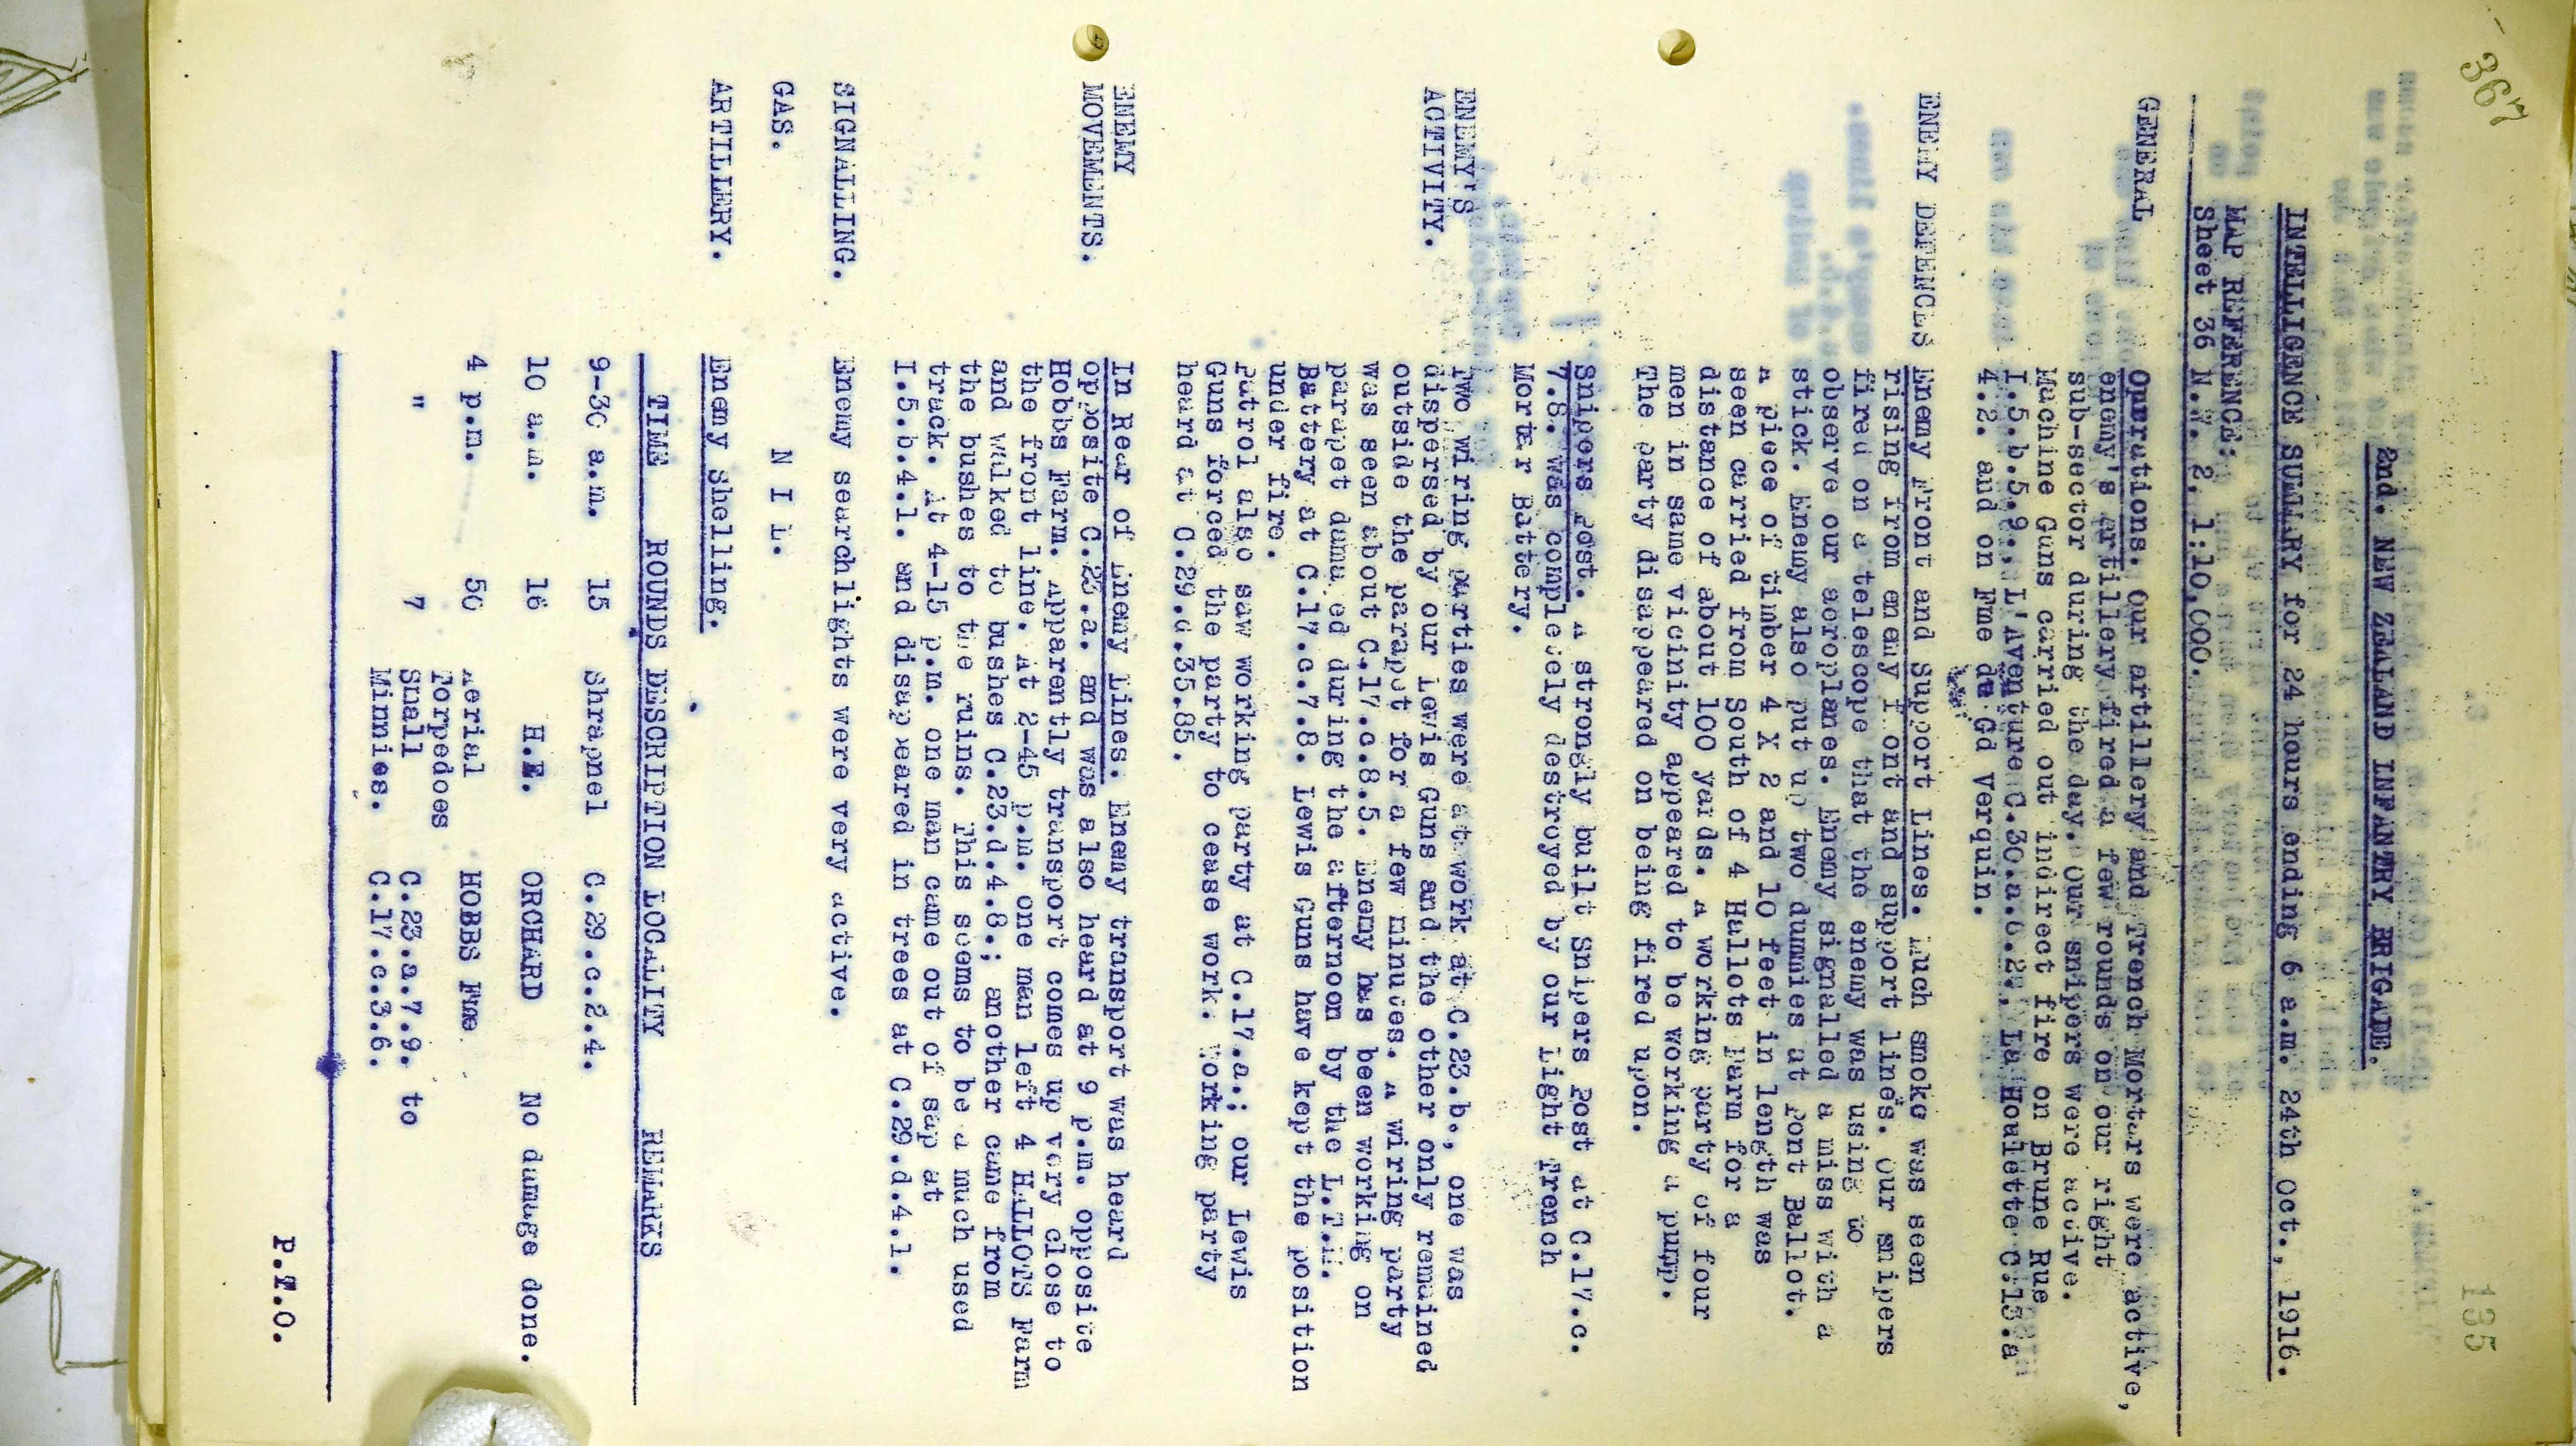 367
135
2nd. NEW ZEALAND INFANTRY BRIGADE.
INTELLIGENCE SUMMARY for 24 hours ending 6 a.m. 24th Oct., 1916.
MAP REFERENCE:
Sheet 36 N.W. 2. 1:10,000.
GENERAL Operations. Our artillery and Trench Mortars were active,
enemy's artillery fired a few rounds on our right
sub-sector during the day. Our snipers were active.
Machine Guns carried out indirect fire on Brune Rue
I.5.b.5.9., L'Aventure C.30.a.6.2., La Houlette C.13.a
4.2. and on Fme du Gd Verquin.
ENEMY DEFENCES Enemy Front and Support Lines. Much smoke was seen
rising from enemy front and support lines. Our snipers
fired on a telescope that the enemy was using to
observe our aeroplanes. Enemy signalled a miss with a
stick. Enemy also put up two dummies at Pont Ballot.
A piece of timber 4 X 2 and 10 feet in length was
seen carried from South of 4 Hallots Farm for a
distance of about 100 yards. A working party of four
men in same vicinity appeared to be working a pump.
The party disappeared on being fired upon.
Snipers Post. A strongly built Snipers Post at C.17.c.
7.8. was completely destroyed by our Light Trench
Mortar Battery.
ENEMY'S Two wiring parties were at work at C.23.b., one was
ACTIVITY. dispersed by our Lewis Guns and the other only remained
outside the parapet for a few minutes. A wiring party
was seen about C.17.c.8.5. Enemy has been working on
parapet damaged during the afternoon by the L.T.M.
Battery at C.17.c.7.8. Lewis Guns have kept the position
under fire.
Patrol also saw working party at C.17.a.; our Lewis
Guns forced the party to cease work. Working party
heard at C.29.d.35.85.
ENEMY In Rear of Enemy Lines. Enemy transport was heard
MOVEMENTS. opposite C.23.a. and was also heard at 9 p.m. opposite
Hobbs Farm. Apparently transport comes up very close to
the front line. At 2-45 p.m. one man left 4 HALLOTS Farm
and walked to bushes C.23.d.4.8.; another came from
the bushes to the ruins. This seems to be a much used
track. At 4-15 p.m. one man came out of sap at
I.5.b.4.1. and disappeared in trees at C.29.d.4.1.
SIGNALLING. Enemy searchlights were very active.
GAS. N I L.
ARTILLERY. Enemy Shelling.
TIME ROUNDS DESCRIPTION LOCALITY REMARKS
9-30 a.m. 15 Shrapnel C.29.c.2.4.
10 a.m. 16 H.E. ORCHARD No damage done.
4 p.m. 50 Aerial HOBBS Fme
Torpedoes
" 7 Small C.23.a.7.9. to
Minnies. C.17.c.3.6.
P.T.O.